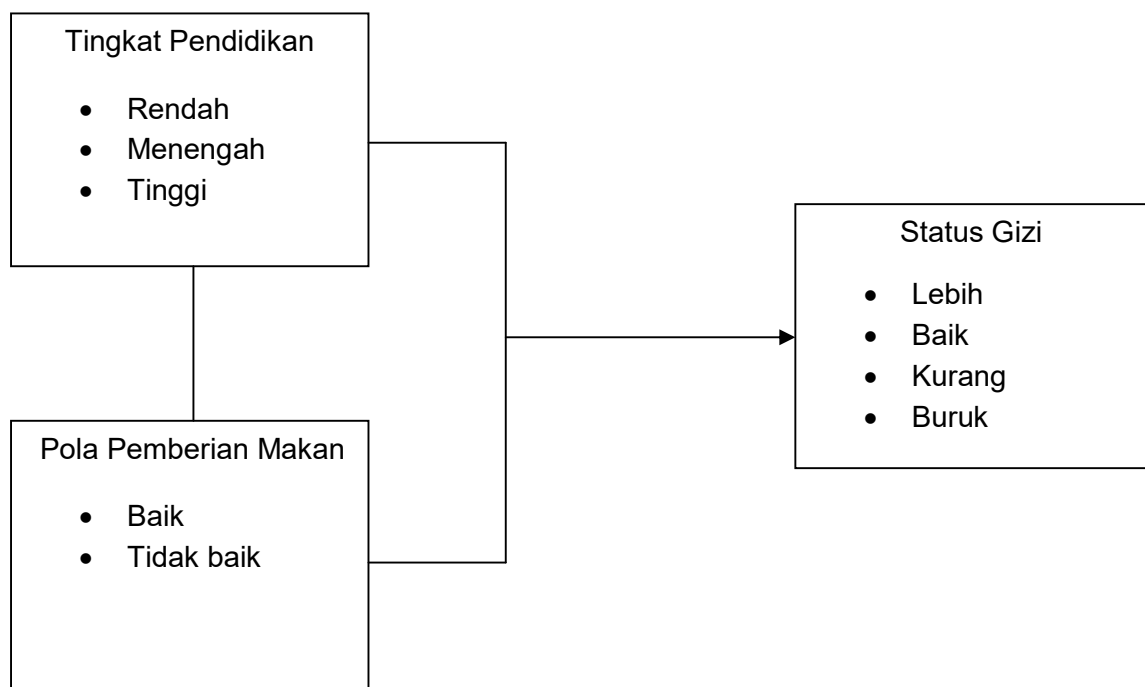 Tingkat Pendidikan
• Rendah
• Menengah
• Tinggi
Status Gizi
• Lebih
• Baik
• Kurang
• Buruk
Pola Pemberian Makan
• Baik
• Tidak baik